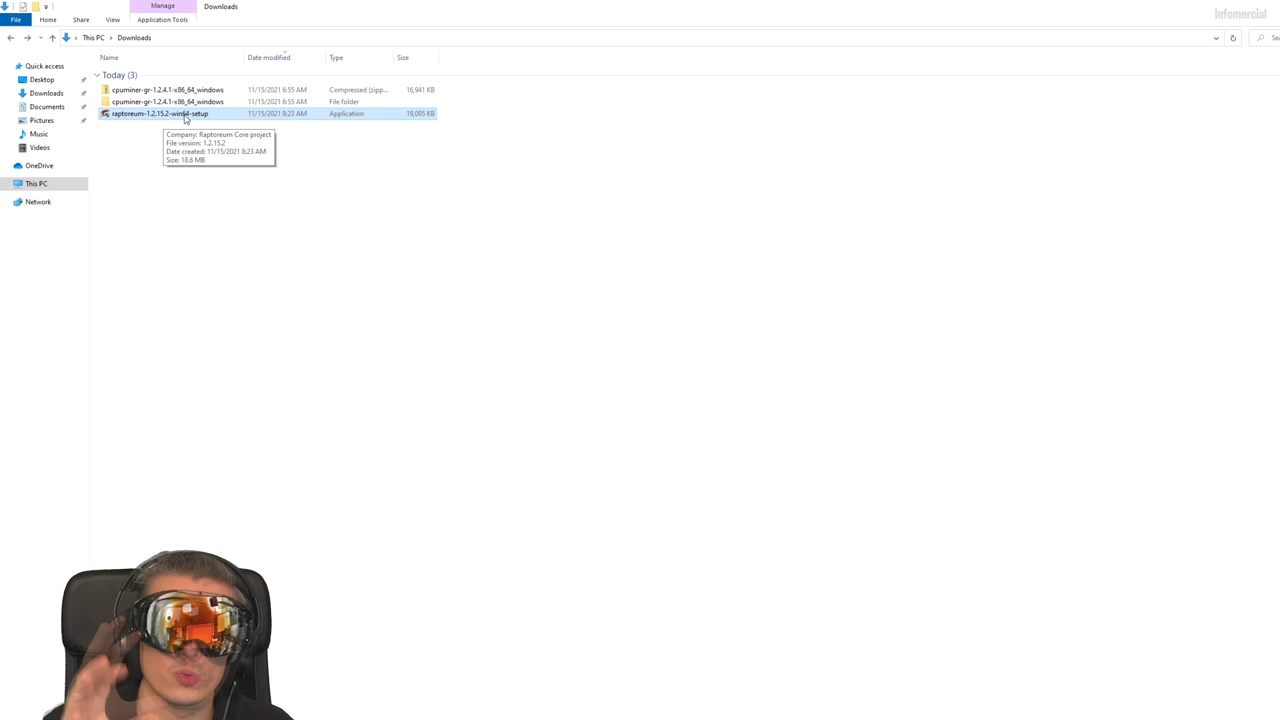 Manage
Downloads
File
Home
Share
View
Application Tools
Infomercial
This PC
Downloads
Name
Date modified
Type
Size
Today (3)
cpuminer-gr-1.2.4.1-x86_64_windows
11/15/2021 6:55 AM
Compressed (zipp...
16,941 KB
cpuminer-gr-1.2.4.1-x86_64_windows
11/15/2021 6:55 AM
File folder
raptoreum-1.2.15.2-win64-setup
11/15/2021 8:23 AM
Application
19,095 KB
Company: Raptoreum Core project
File version: 1.2.15.2
Date created: 11/15/2021 8:23 AM
Size: 18.6 MB
Quick access
Desktop
Downloads
Documents
Pictures
Music
Videos
OneDrive
This PC
Network